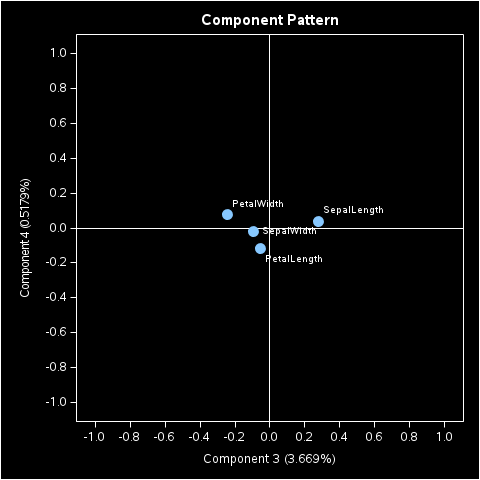 Component Pattern
1.0
0.8
0.6
0.4
0.2
0.0
-0.2
-0.4
-0.6
-0.8
-1.0
Component 4 (0.5179%)
PetalWidth
SepalLength
SepalWidth
PetalLength
-1.0 -0.8 -0.6 -0.4 -0.2 0.0 0.2 0.4 0.6 0.8 1.0
Component 3 (3.669%)